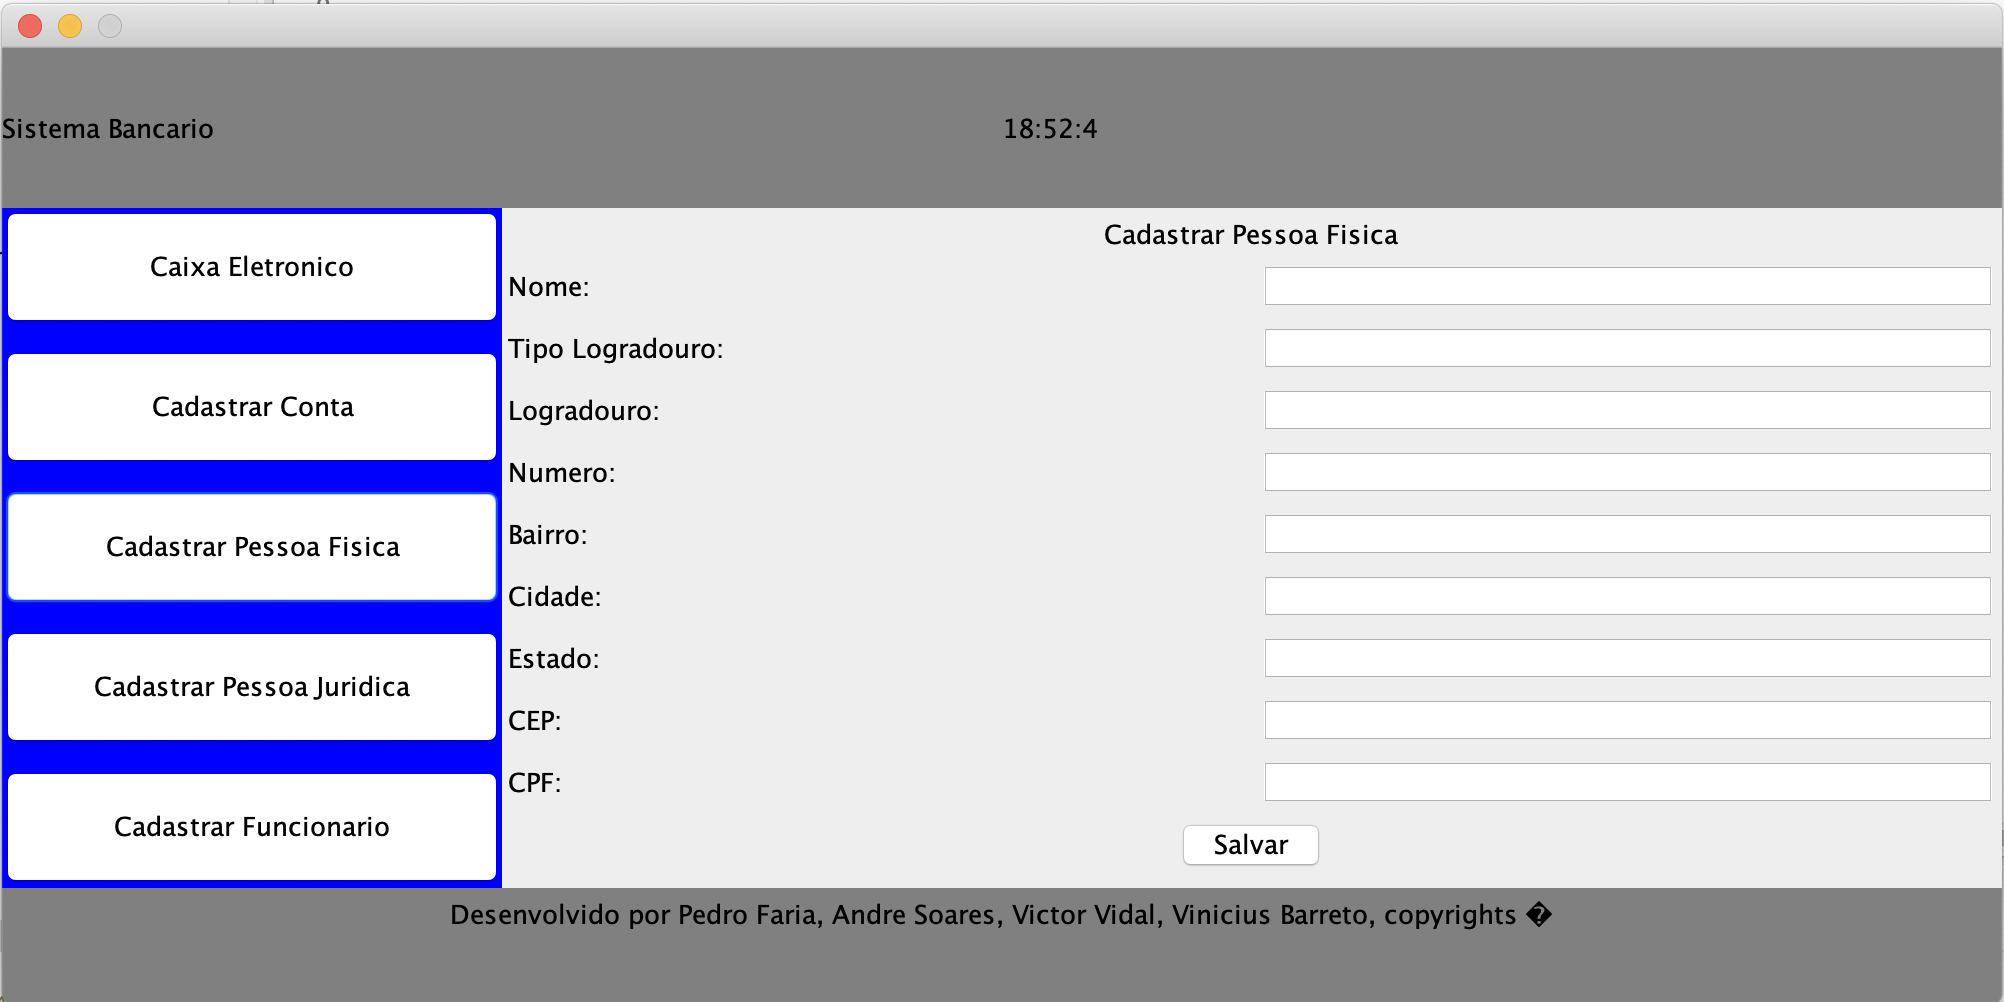 Sistema Bancario
18:52:4
Caixa Eletronico
Cadastrar Conta
Cadastrar Pessoa Fisica
Cadastrar Pessoa Juridica
Cadastrar Funcionario
Cadastrar Pessoa Fisica
Nome:
Tipo Logradouro:
Logradouro:
Numero:
Bairro:
Cidade:
Estado:
CEP:
CPF:
Salvar
Desenvolvido por Pedro Faria, Andre Soares, Victor Vidal, Vinicius Barreto, copyrights �